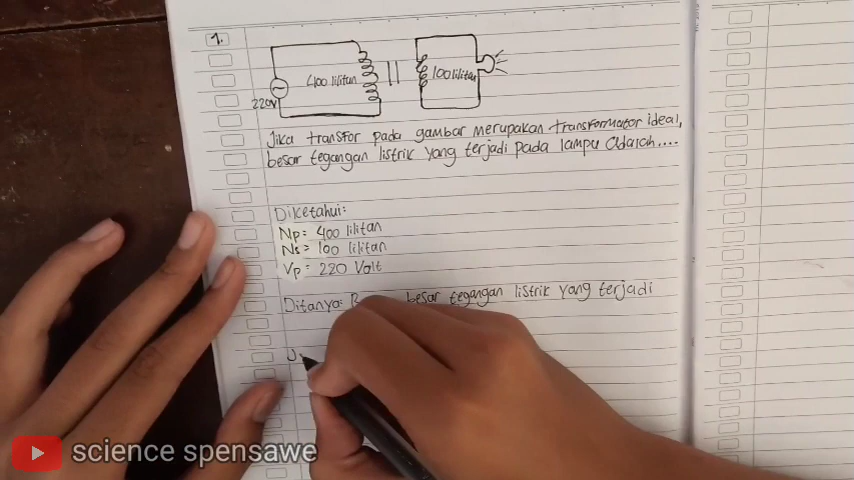 1.
400 lilitan
100 lilitan
220V
Jika transfor pada gambar merupakan transformator ideal,
besar tegangan listrik yang terjadi pada lampu adalah....
Diketahui:
Np = 400 lilitan
Ns = 100 lilitan
Vp = 220 Volt
Ditanya: besar tegangan listrik yang terjadi
science spensawe